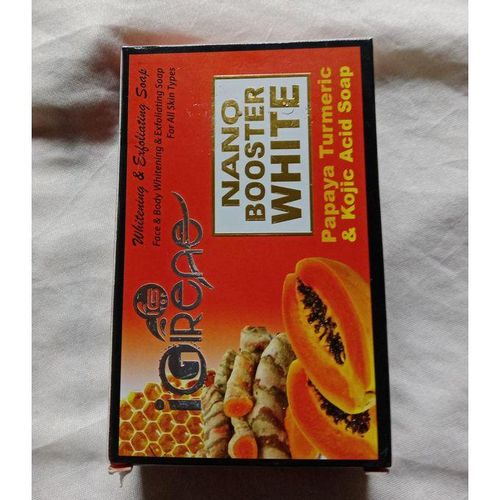 Whitening & Exfoliating Soap
Face & Body Whitening & Exfoliating Soap
For All Skin Types
NANO
BOOSTER
WHITE
Papaya Turmeric
& Kojic Acid Soap